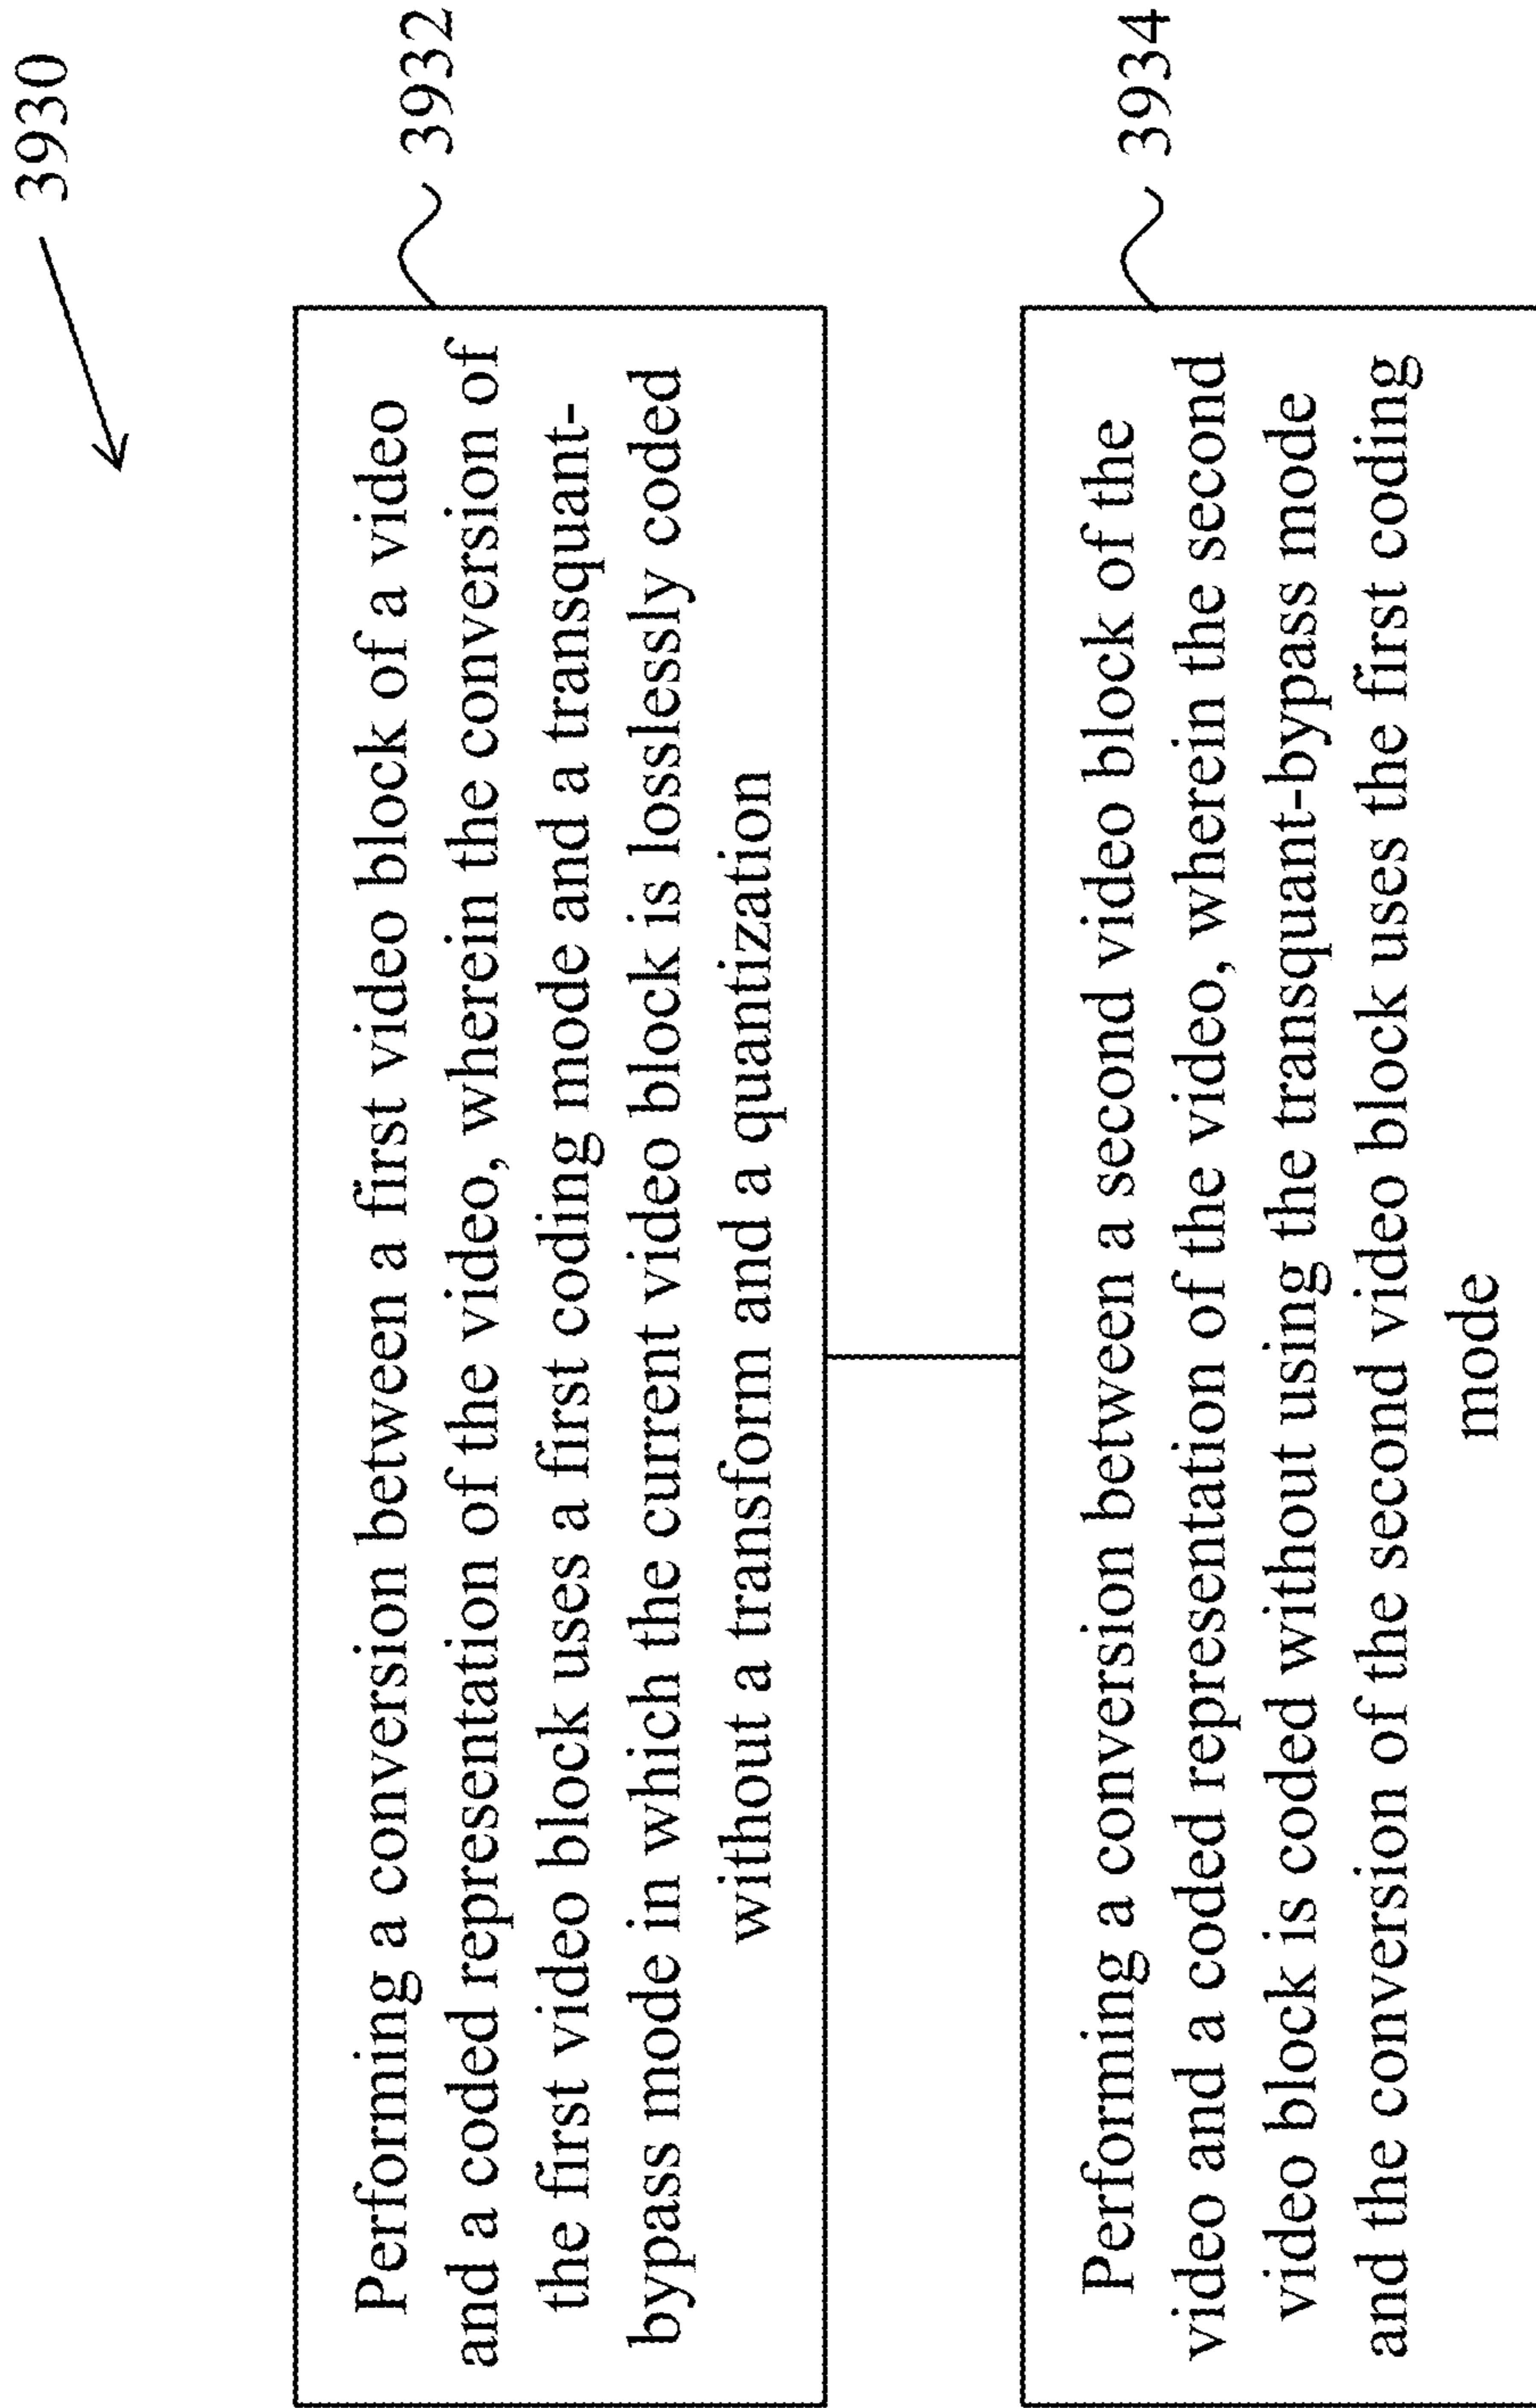 3930
3932
Performing a conversion between a first video block of a video
and a coded representation of the video, wherein the conversion of
the first video block uses a first coding mode and a transquant-
bypass mode in which the current video block is losslessly coded
without a transform and a quantization
3934
Performing a conversion between a second video block of the
video and a coded representation of the video, wherein the second
video block is coded without using the transquant-bypass mode
and the conversion of the second video block uses the first coding
mode